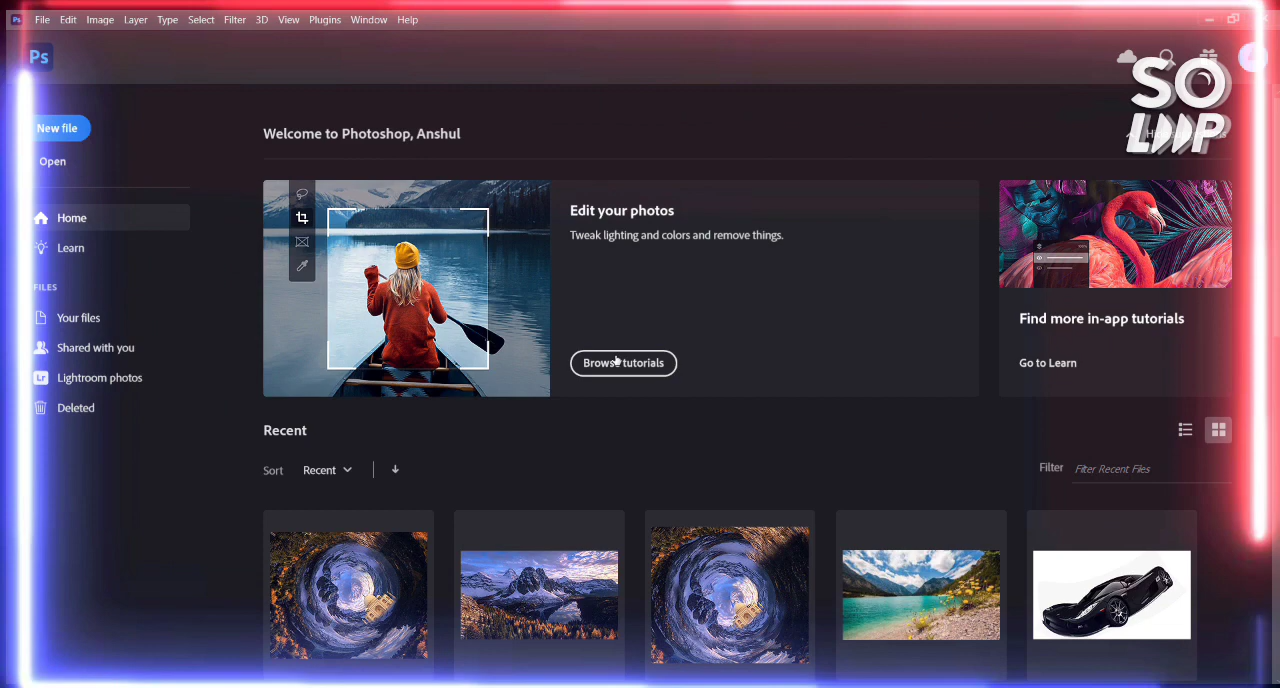 Ps File Edit Image Layer Type Select Filter 3D View Plugins Window Help
Ps
SO
LIIIP
New file
Welcome to Photoshop, Anshul
Open
Home
Learn
FILES
Your files
Shared with you
Lr Lightroom photos
Deleted
Edit your photos
Tweak lighting and colors and remove things.
Browse tutorials
Find more in-app tutorials
Go to Learn
Recent
Sort Recent
Filter Filter Recent Files